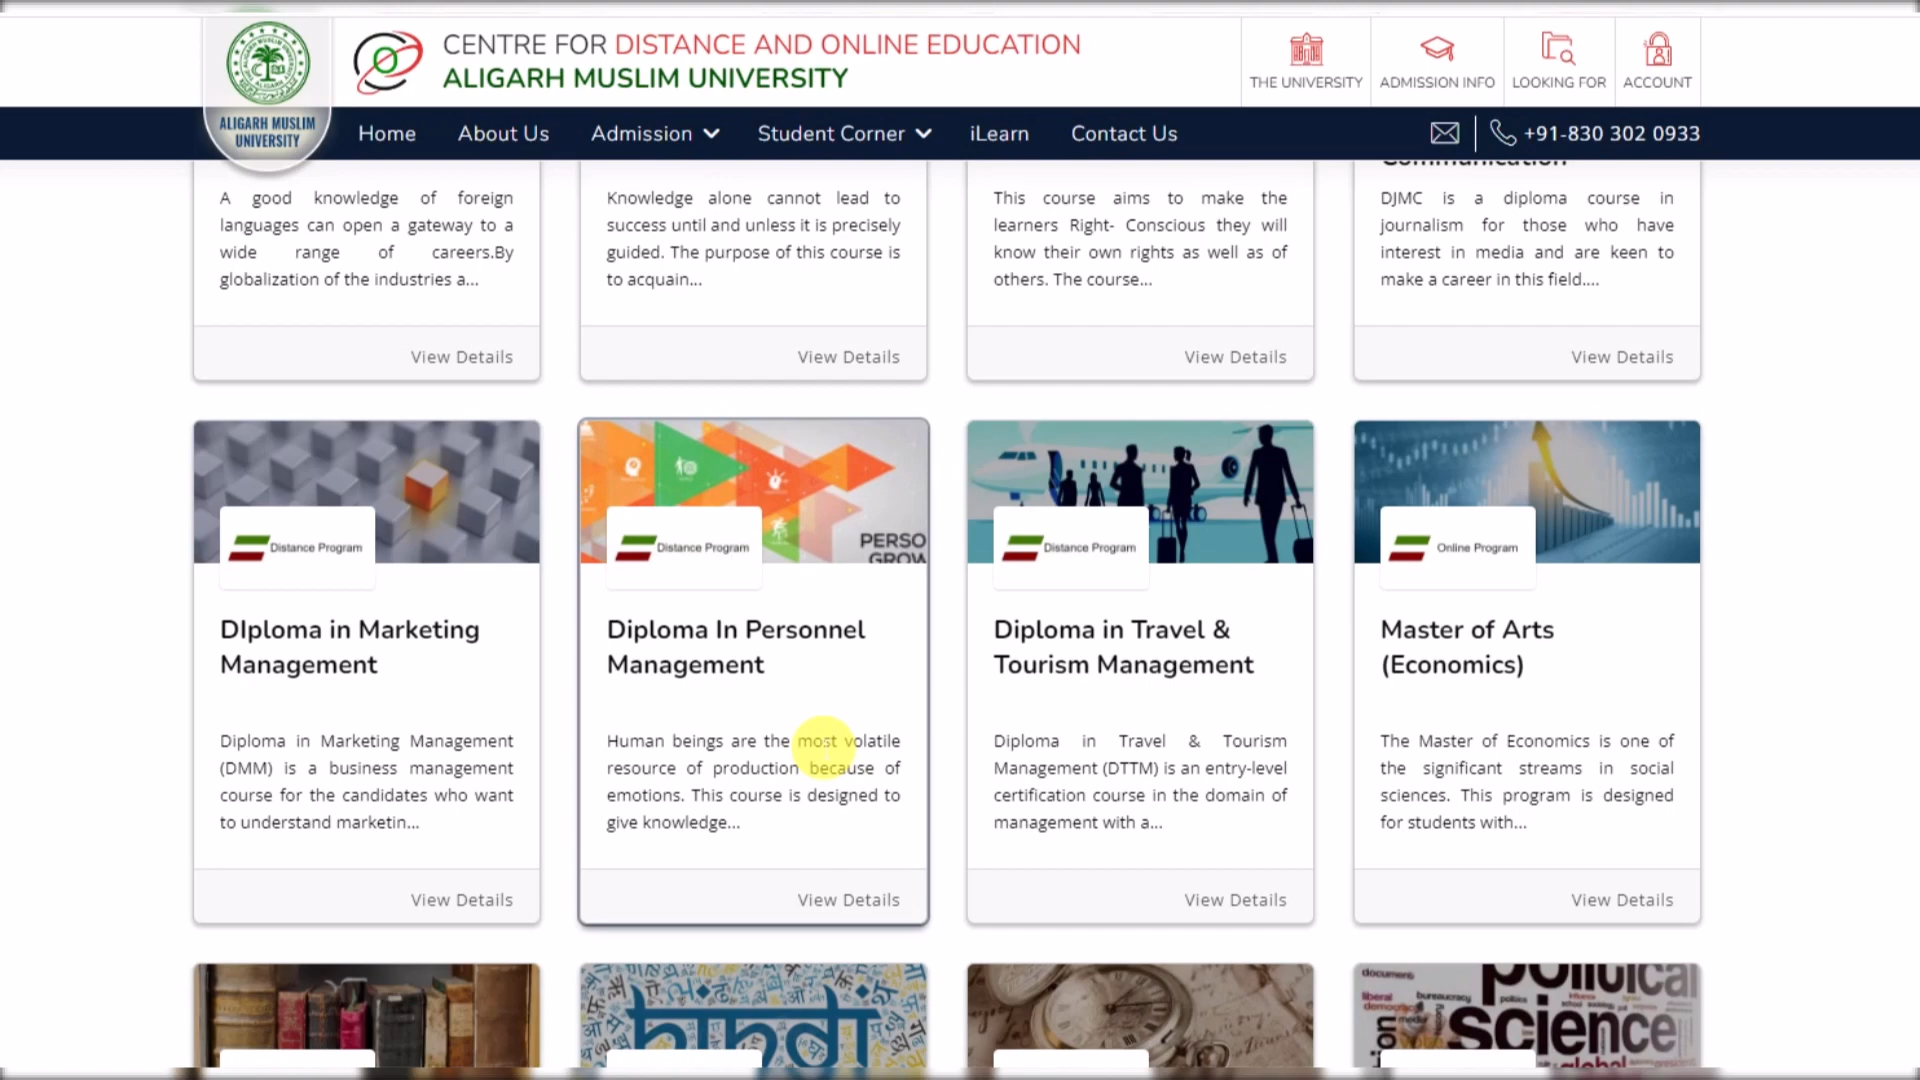 CENTRE FOR DISTANCE AND ONLINE EDUCATION
ALIGARH MUSLIM UNIVERSITY
THE UNIVERSITY
ADMISSION INFO
LOOKING FOR
ACCOUNT
ALIGARH MUSLIM
UNIVERSITY
Home
About Us
Admission
Student Corner
iLearn
Contact Us
+91-830 302 0933
A good knowledge of foreign
languages can open a gateway to a
wide range of careers.By
globalization of the industries a...
View Details
Knowledge alone cannot lead to
success until and unless it is precisely
guided. The purpose of this course is
to acquain...
View Details
This course aims to make the
learners Right- Conscious they will
know their own rights as well as of
others. The course...
View Details
Communication
DJMC is a diploma course in
journalism for those who have
interest in media and are keen to
make a career in this field....
View Details
Distance Program
DIploma in Marketing
Management
Diploma in Marketing Management
(DMM) is a business management
course for the candidates who want
to understand marketin...
View Details
PERSO
GROW
Distance Program
Diploma In Personnel
Management
Human beings are the most volatile
resource of production because of
emotions. This course is designed to
give knowledge...
View Details
Distance Program
Diploma in Travel &
Tourism Management
Diploma in Travel & Tourism
Management (DTTM) is an entry-level
certification course in the domain of
management with a...
View Details
Online Program
Master of Arts
(Economics)
The Master of Economics is one of
the significant streams in social
sciences. This program is designed
for students with...
View Details
hindi
document
political
liberal
bureaucracy
politics
science
global